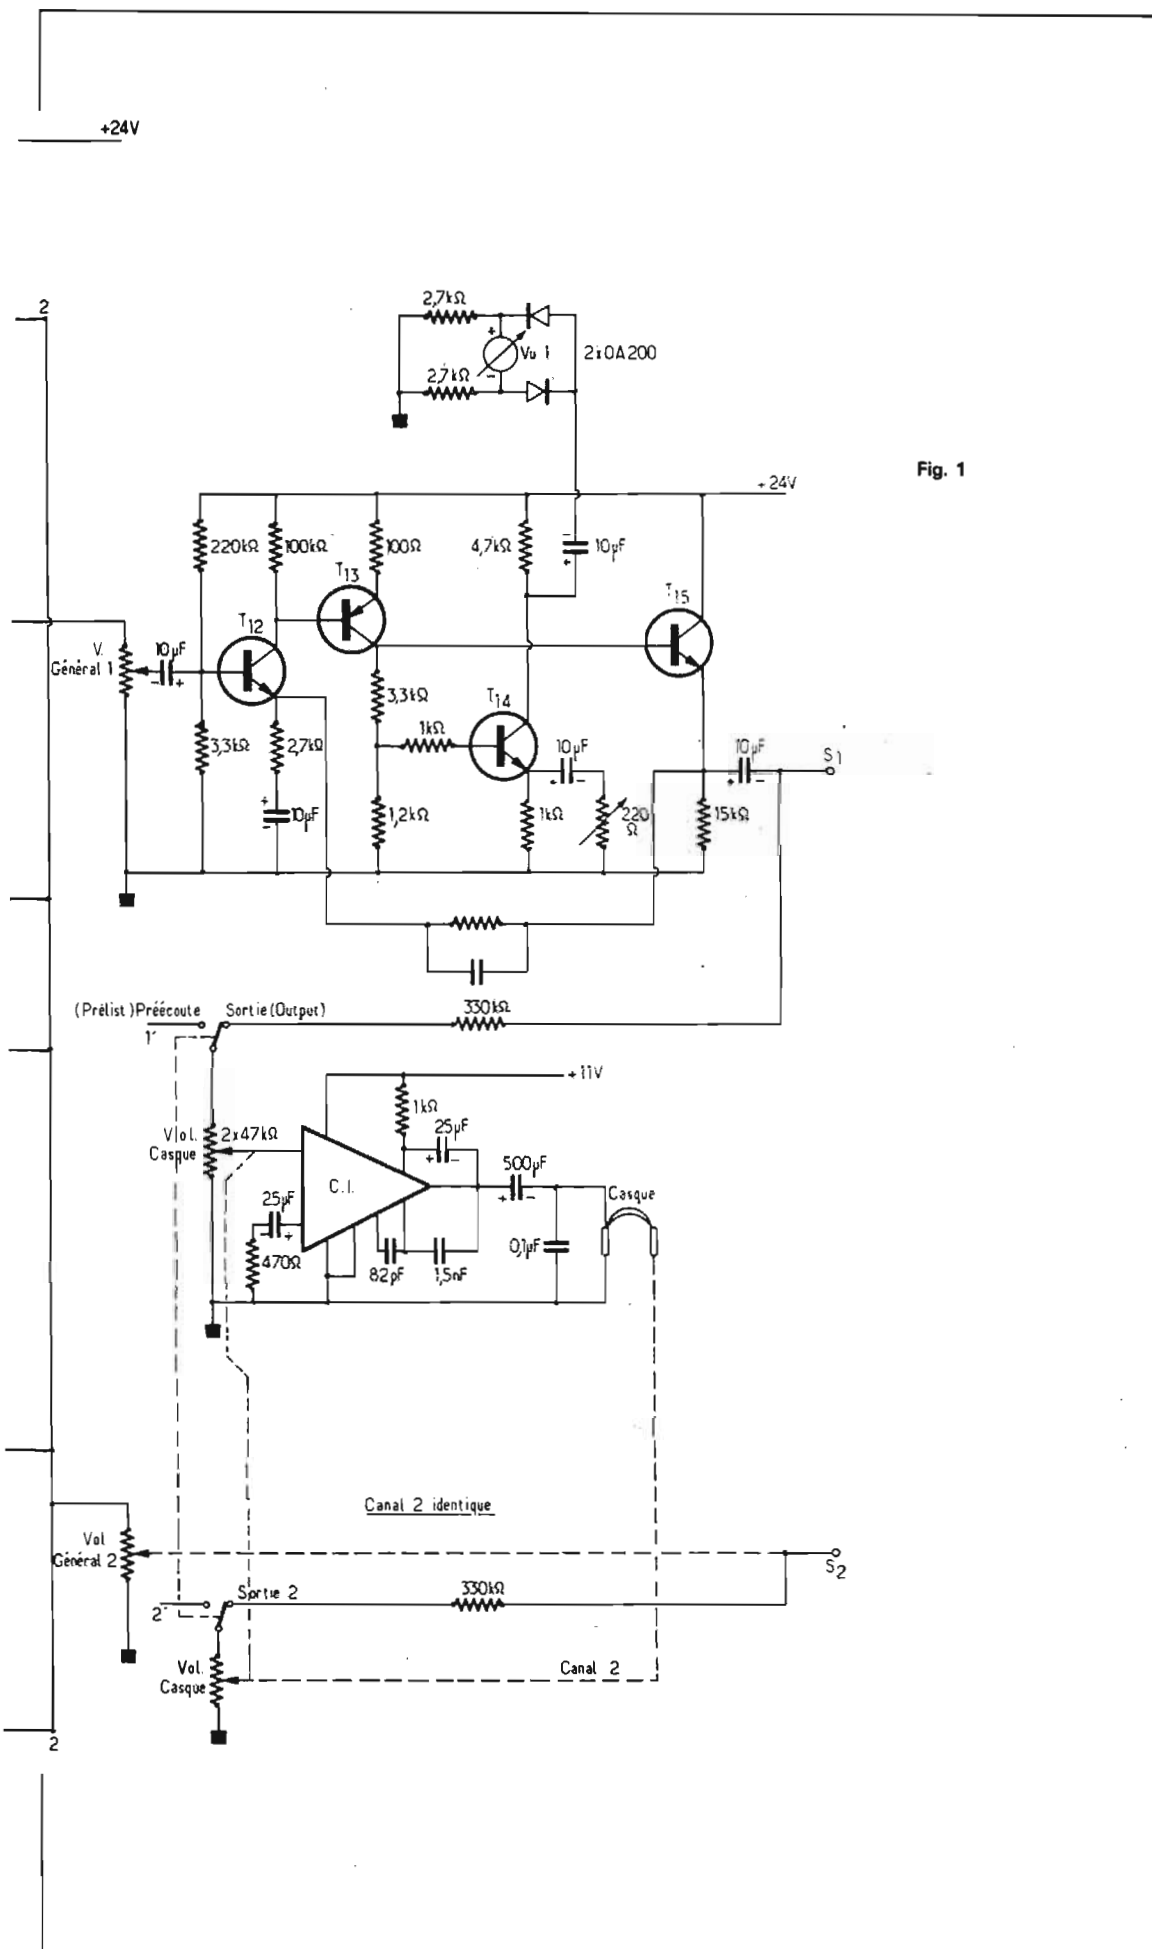 +24V
2
2,7kΩ
+
Vu 1
2x0A200
2,7kΩ
-
Fig. 1
+24V
220kΩ
100kΩ
100Ω
4,7kΩ
-
+
10µF
T13
T15
T12
V.
Général 1
10µF
- +
3,3kΩ
T14
1kΩ
10µF
10µF
S1
3,3kΩ
2,7kΩ
+ -
+ -
+
-
10µF
1,2kΩ
1kΩ
220
Ω
15kΩ
(Prélist) Préécoute
Sortie (Output)
330kΩ
1'
+11V
1kΩ
Vol.
Casque
2x47kΩ
25µF
+ -
C.I.
500µF
+ -
Casque
25µF
- +
470Ω
82pF
1,5nF
0,1µF
Canal 2 identique
Vol
Général 2
S2
Sortie 2
330kΩ
2'
Vol.
Casque
Canal 2
2